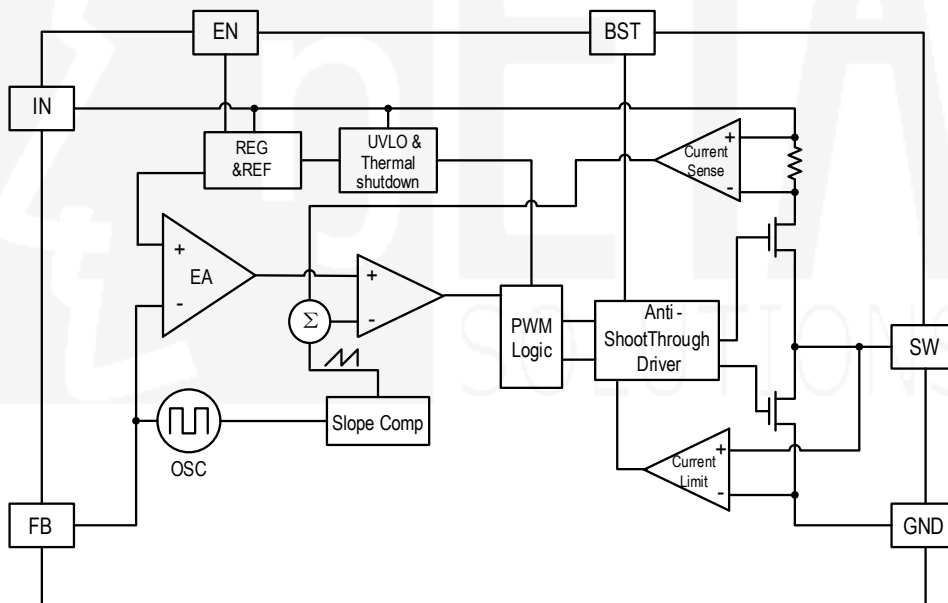 EN
BST
IN
REG
&REF
UVLO &
Thermal
shutdown
+
Current
Sense
-
+
EA
-
+
-
Σ
PWM
Logic
Anti -
ShootThrough
Driver
SW
Slope Comp
OSC
+
Current
Limit
-
FB
GND
SOLUTIONS